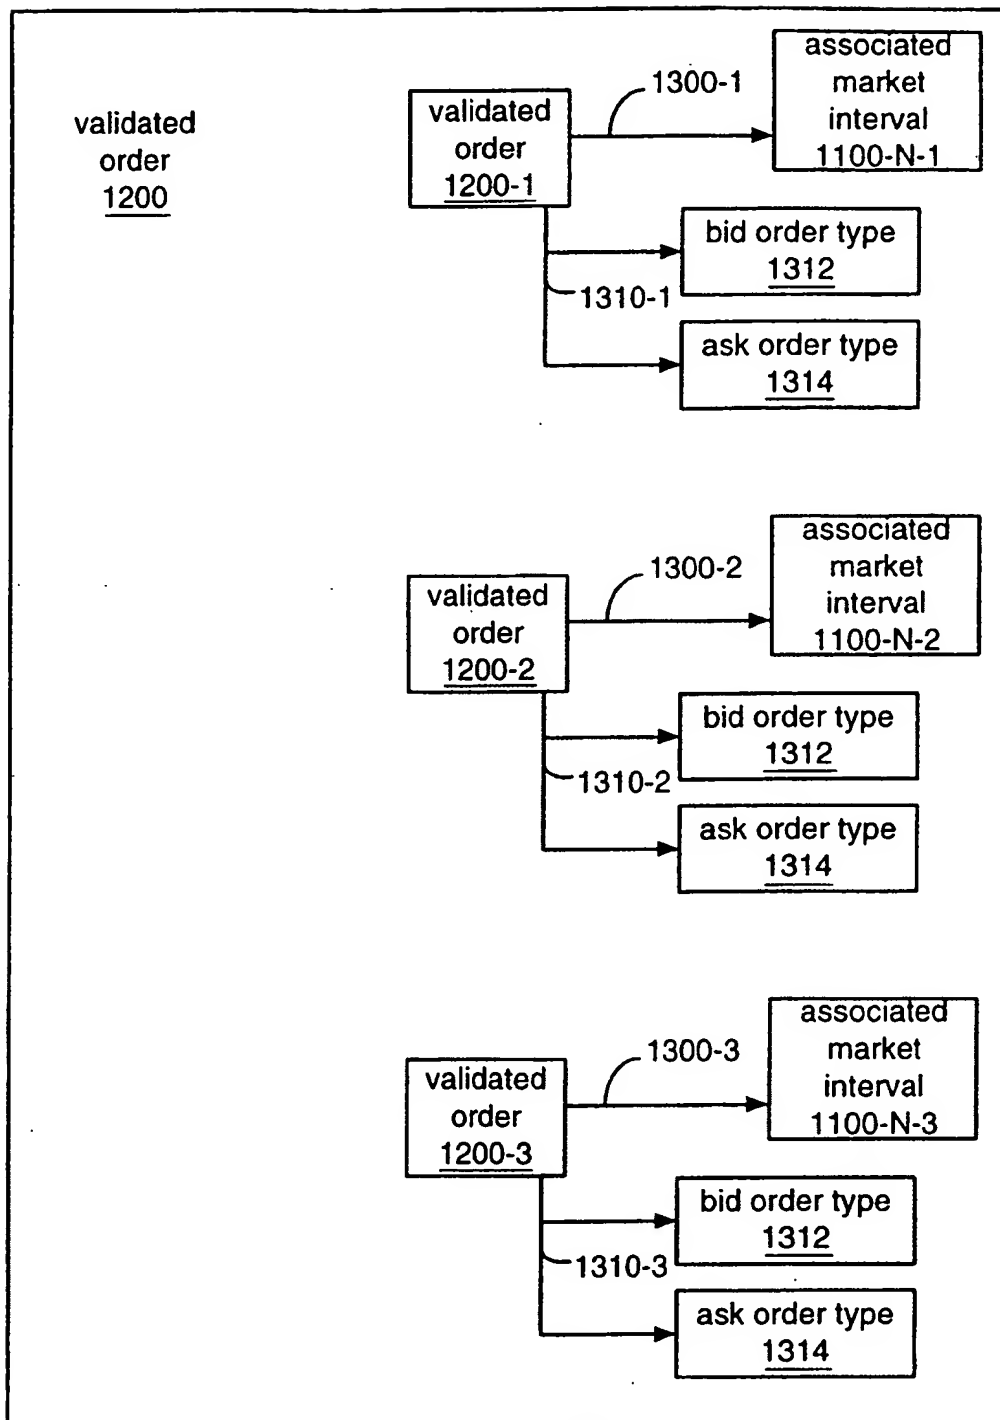 validated
order
1200
validated
order
1200-1
1300-1
associated
market
interval
1100-N-1
bid order type
1312
1310-1
ask order type
1314
validated
order
1200-2
1300-2
associated
market
interval
1100-N-2
bid order type
1312
1310-2
ask order type
1314
validated
order
1200-3
1300-3
associated
market
interval
1100-N-3
bid order type
1312
1310-3
ask order type
1314